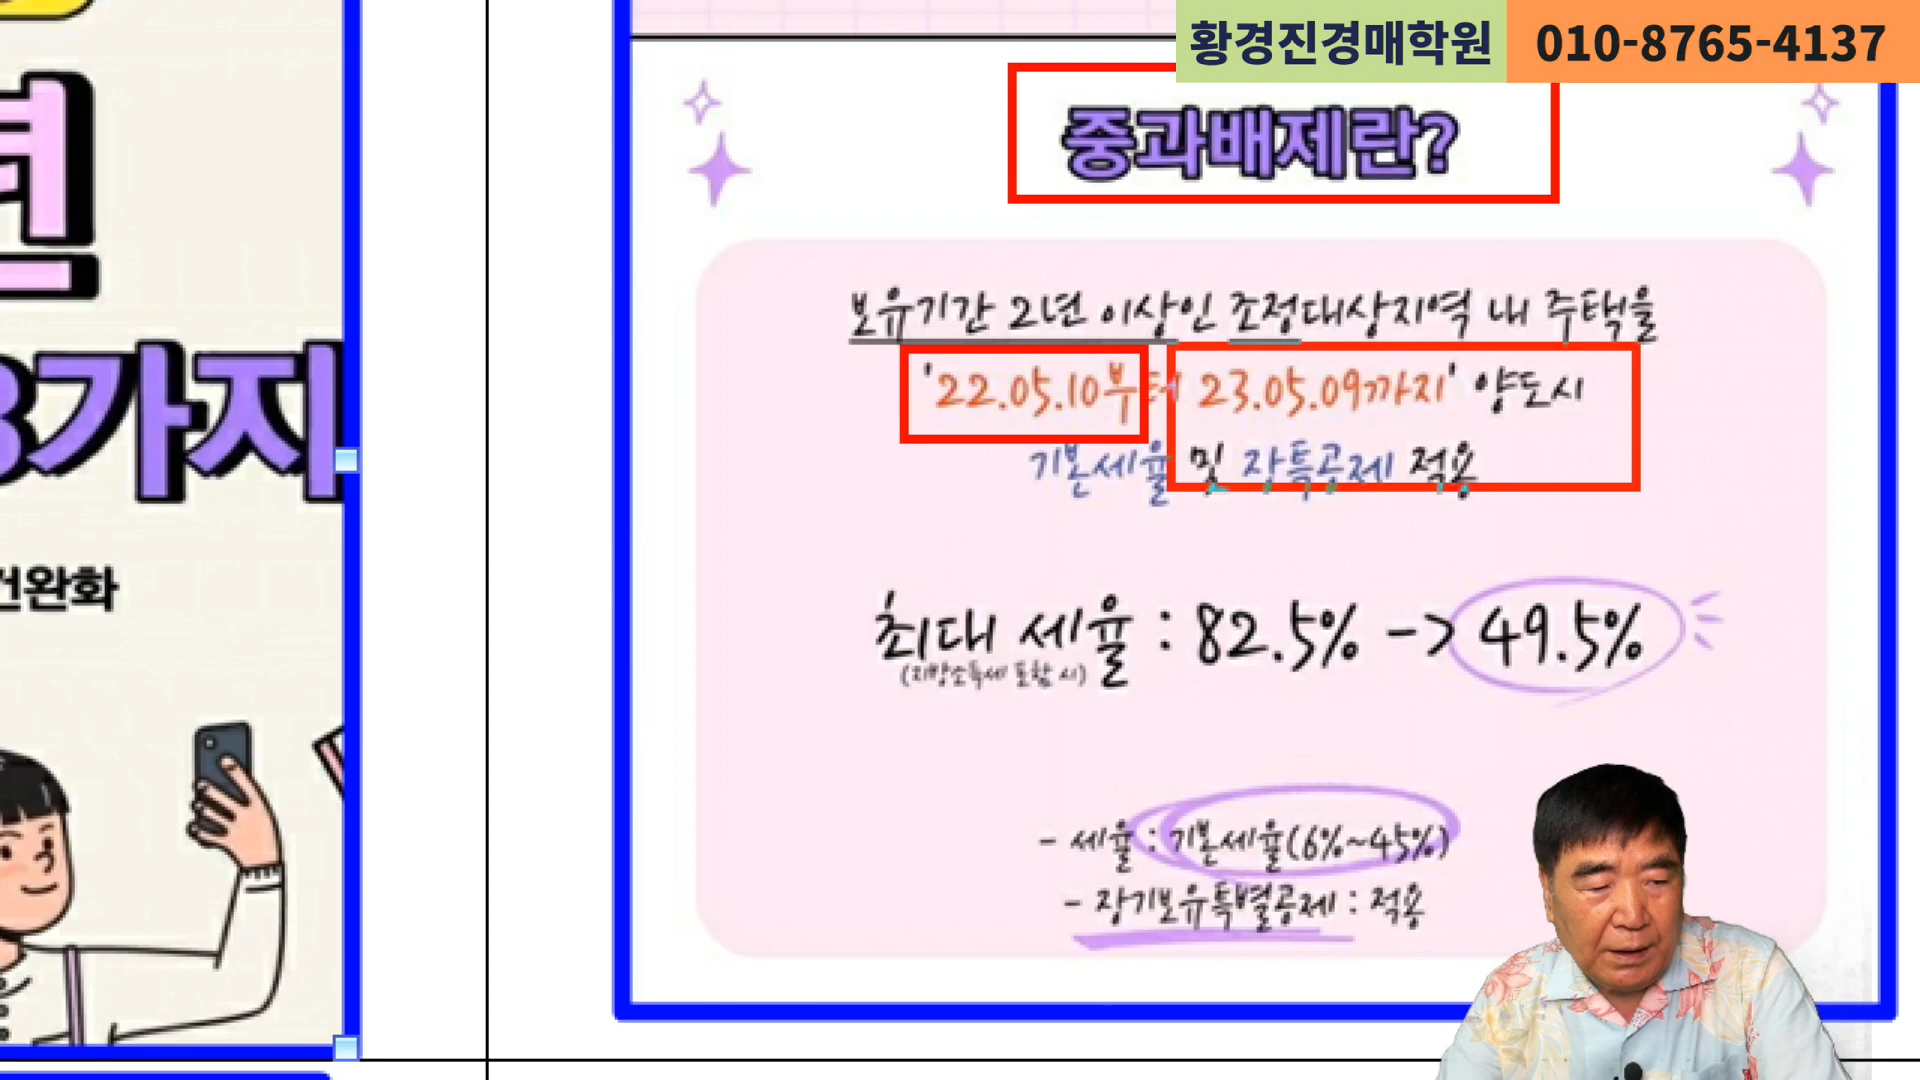 황경진경매학원 010-8765-4137
중과배제란?
보유기간 2년 이상인 조정대상지역 내 주택을
'22.05.10부터 23.05.09까지' 양도시
기본세율 및 장특공제 적용
최대 세율 : 82.5% -> 49.5%
(지방소득세 포함 시)
- 세율 : 기본세율(6%~45%)
- 장기보유특별공제 : 적용
3가지
건완화